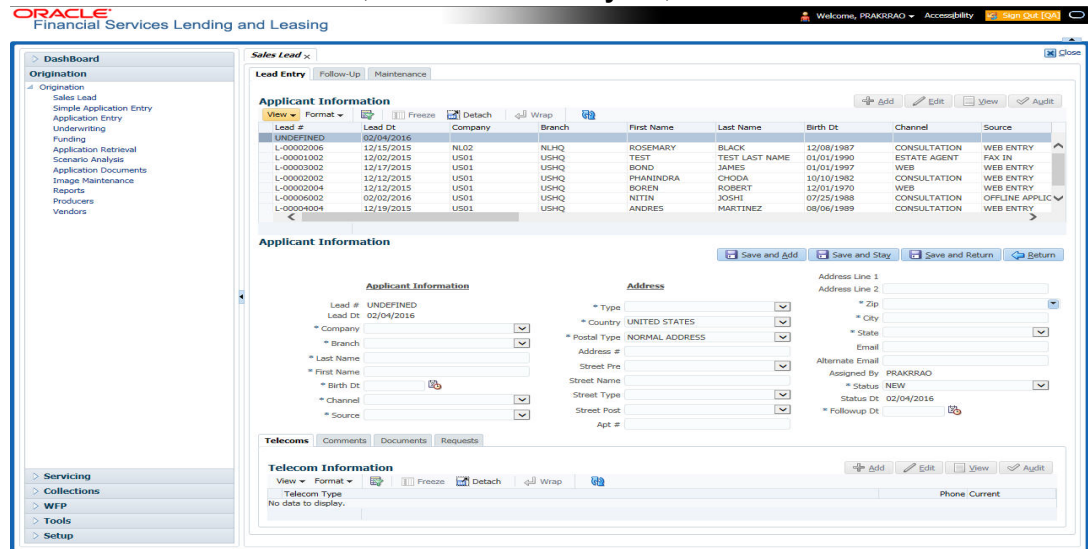 ORACLE
Financial Services Lending and Leasing
Welcome, PRAKRRAO Accessibility Sign Out [QA]
Close
> DashBoard
Origination
Origination
Sales Lead
Simple Application Entry
Application Entry
Underwriting
Funding
Application Retrieval
Scenario Analysis
Application Documents
Image Maintenance
Reports
Producers
Vendors
> Servicing
> Collections
> WFP
> Tools
> Setup
Sales Lead x
Lead Entry Follow-Up Maintenance
Applicant Information
Add Edit View Audit
View Format Freeze Detach Wrap
Lead # Lead Dt Company Branch First Name Last Name Birth Dt Channel Source
UNDEFINED 02/04/2016
L-00002006 12/15/2015 NL02 NLHQ ROSEMARY BLACK 12/08/1987 CONSULTATION WEB ENTRY
L-00001002 12/02/2015 US01 USHQ TEST TEST LAST NAME 01/01/1990 ESTATE AGENT FAX IN
L-00003002 12/17/2015 US01 USHQ BOND JAMES 01/01/1997 WEB WEB ENTRY
L-00002002 12/12/2015 US01 USHQ PHANINDRA CHODA 10/10/1982 CONSULTATION WEB ENTRY
L-00002004 12/12/2015 US01 USHQ BOREN ROBERT 12/01/1970 WEB WEB ENTRY
L-00006002 02/02/2016 US01 USHQ NITIN JOSHI 07/25/1988 CONSULTATION OFFLINE APPLIC
L-00004004 12/19/2015 US01 USHQ ANDRES MARTINEZ 08/06/1989 CONSULTATION WEB ENTRY
Applicant Information
Save and Add Save and Stay Save and Return Return
Applicant Information
Lead # UNDEFINED
Lead Dt 02/04/2016
* Company
* Branch
* Last Name
* First Name
* Birth Dt
* Channel
* Source
Address
* Type
* Country UNITED STATES
* Postal Type NORMAL ADDRESS
Address #
Street Pre
Street Name
Street Type
Street Post
Apt #
Address Line 1
Address Line 2
* Zip
* City
* State
Email
Alternate Email
Assigned By PRAKRRAO
* Status NEW
Status Dt 02/04/2016
* Followup Dt
Telecoms Comments Documents Requests
Telecom Information
Add Edit View Audit
View Format Freeze Detach Wrap
Telecom Type Phone Current
No data to display.